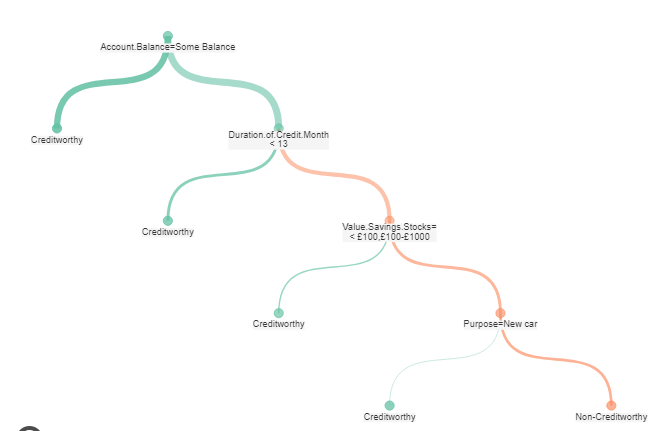 Account.Balance=Some Balance
Creditworthy
Duration.of.Credit.Month
< 13
Creditworthy
Value.Savings.Stocks=
< £100,£100-£1000
Creditworthy
Purpose=New car
Creditworthy
Non-Creditworthy